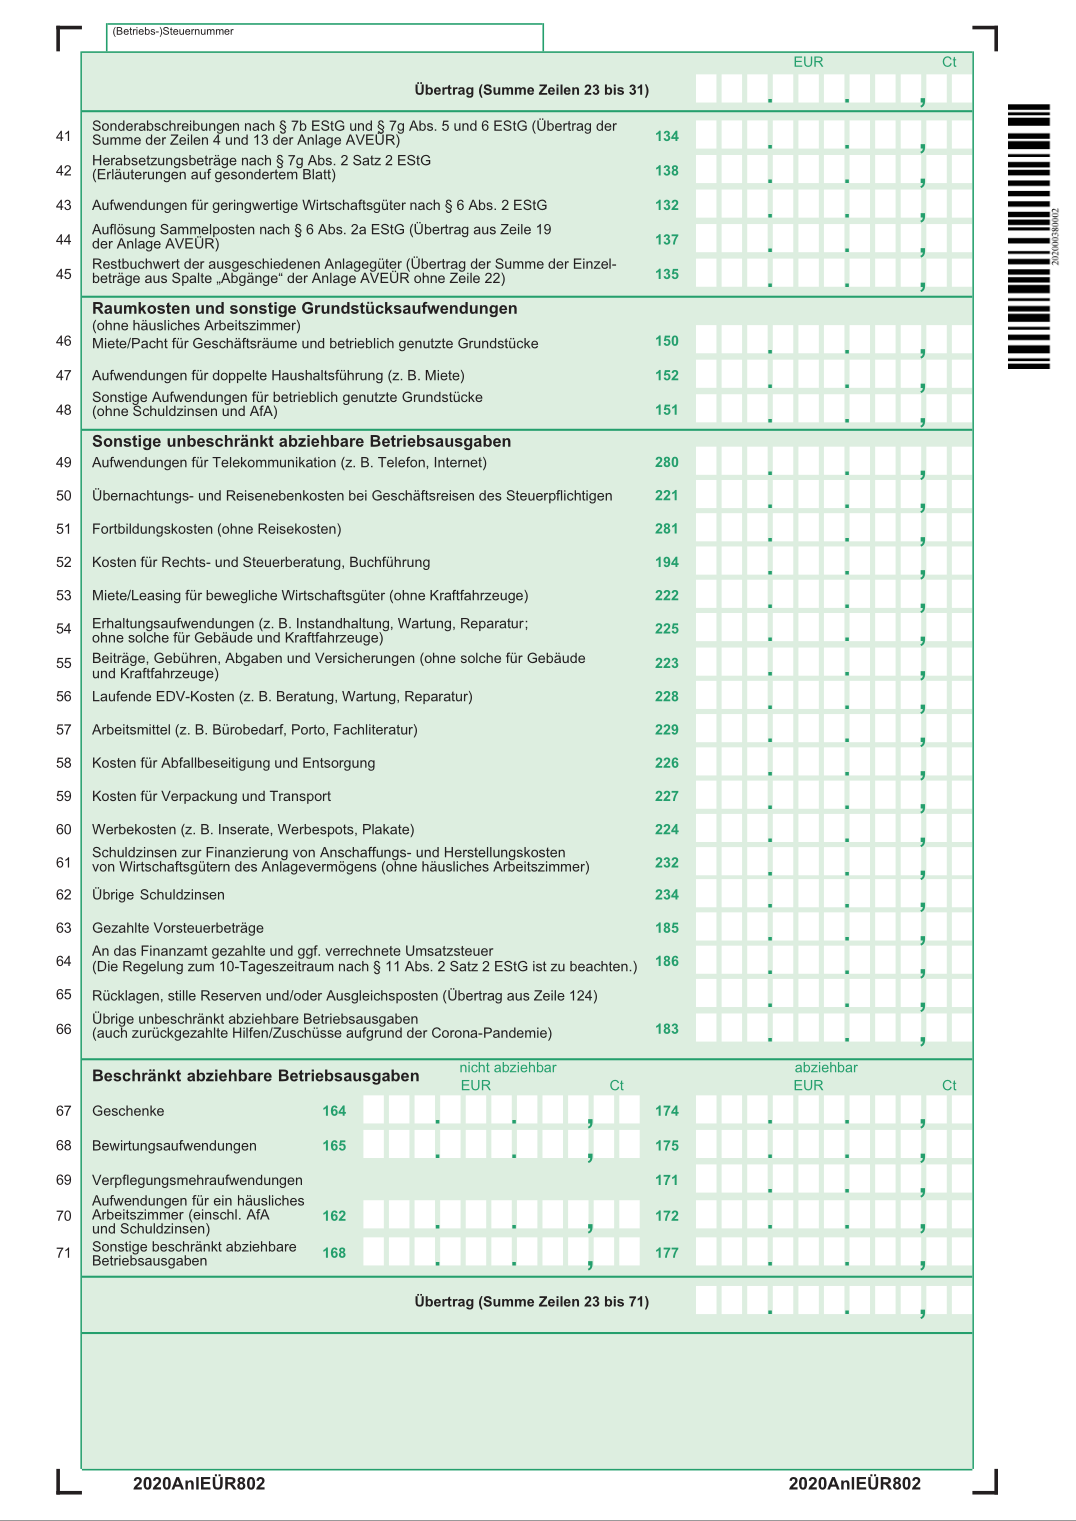 (Betriebs-)Steuernummer
EUR Ct
Übertrag (Summe Zeilen 23 bis 31) . . ,
41 Sonderabschreibungen nach § 7b EStG und § 7g Abs. 5 und 6 EStG (Übertrag der
Summe der Zeilen 4 und 13 der Anlage AVEÜR) 134 . . ,
42 Herabsetzungsbeträge nach § 7g Abs. 2 Satz 2 EStG
(Erläuterungen auf gesondertem Blatt) 138 . . ,
43 Aufwendungen für geringwertige Wirtschaftsgüter nach § 6 Abs. 2 EStG 132 . . ,
44 Auflösung Sammelposten nach § 6 Abs. 2a EStG (Übertrag aus Zeile 19
der Anlage AVEÜR) 137 . . ,
45 Restbuchwert der ausgeschiedenen Anlagegüter (Übertrag der Summe der Einzel-
beträge aus Spalte „Abgänge“ der Anlage AVEÜR ohne Zeile 22) 135 . . ,
Raumkosten und sonstige Grundstücksaufwendungen
(ohne häusliches Arbeitszimmer)
46 Miete/Pacht für Geschäftsräume und betrieblich genutzte Grundstücke 150 . . ,
47 Aufwendungen für doppelte Haushaltsführung (z. B. Miete) 152 . . ,
48 Sonstige Aufwendungen für betrieblich genutzte Grundstücke
(ohne Schuldzinsen und AfA) 151 . . ,
Sonstige unbeschränkt abziehbare Betriebsausgaben
49 Aufwendungen für Telekommunikation (z. B. Telefon, Internet) 280 . . ,
50 Übernachtungs- und Reisenebenkosten bei Geschäftsreisen des Steuerpflichtigen 221 . . ,
51 Fortbildungskosten (ohne Reisekosten) 281 . . ,
52 Kosten für Rechts- und Steuerberatung, Buchführung 194 . . ,
53 Miete/Leasing für bewegliche Wirtschaftsgüter (ohne Kraftfahrzeuge) 222 . . ,
54 Erhaltungsaufwendungen (z. B. Instandhaltung, Wartung, Reparatur;
ohne solche für Gebäude und Kraftfahrzeuge) 225 . . ,
55 Beiträge, Gebühren, Abgaben und Versicherungen (ohne solche für Gebäude
und Kraftfahrzeuge) 223 . . ,
56 Laufende EDV-Kosten (z. B. Beratung, Wartung, Reparatur) 228 . . ,
57 Arbeitsmittel (z. B. Bürobedarf, Porto, Fachliteratur) 229 . . ,
58 Kosten für Abfallbeseitigung und Entsorgung 226 . . ,
59 Kosten für Verpackung und Transport 227 . . ,
60 Werbekosten (z. B. Inserate, Werbespots, Plakate) 224 . . ,
61 Schuldzinsen zur Finanzierung von Anschaffungs- und Herstellungskosten
von Wirtschaftsgütern des Anlagevermögens (ohne häusliches Arbeitszimmer) 232 . . ,
62 Übrige Schuldzinsen 234 . . ,
63 Gezahlte Vorsteuerbeträge 185 . . ,
64 An das Finanzamt gezahlte und ggf. verrechnete Umsatzsteuer
(Die Regelung zum 10-Tageszeitraum nach § 11 Abs. 2 Satz 2 EStG ist zu beachten.) 186 . . ,
65 Rücklagen, stille Reserven und/oder Ausgleichsposten (Übertrag aus Zeile 124) . . ,
66 Übrige unbeschränkt abziehbare Betriebsausgaben
(auch zurückgezahlte Hilfen/Zuschüsse aufgrund der Corona-Pandemie) 183 . . ,
Beschränkt abziehbare Betriebsausgaben nicht abziehbar abziehbar
EUR Ct EUR Ct
67 Geschenke 164 . . , 174 . . ,
68 Bewirtungsaufwendungen 165 . . , 175 . . ,
69 Verpflegungsmehraufwendungen 171 . . ,
70 Aufwendungen für ein häusliches
Arbeitszimmer (einschl. AfA
und Schuldzinsen) 162 . . , 172 . . ,
71 Sonstige beschränkt abziehbare
Betriebsausgaben 168 . . , 177 . . ,
Übertrag (Summe Zeilen 23 bis 71) . . ,
2020AnlEÜR802 2020AnlEÜR802
202000380002